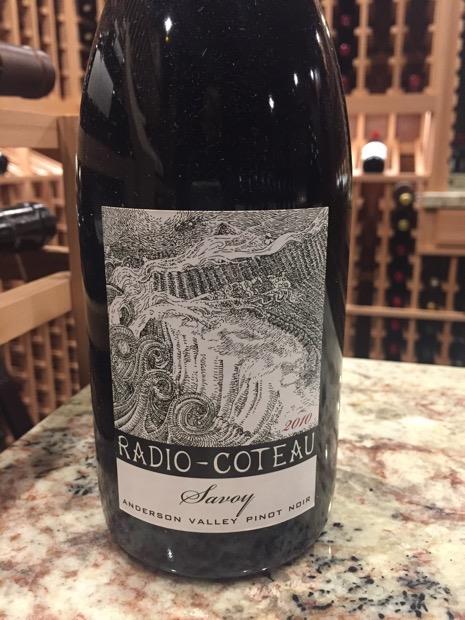 2010
RADIO-COTEAU
Savoy
ANDERSON VALLEY PINOT NOIR